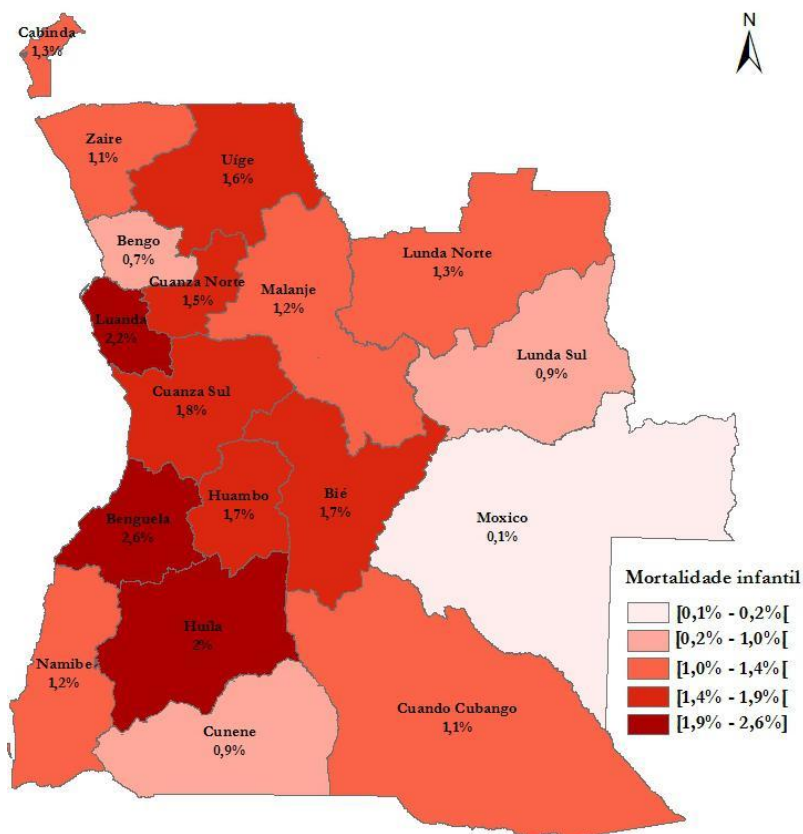 N
Cabinda
1,3%
Zaire
1,1%
Uíge
1,6%
Bengo
0,7%
Cuanza Norte
1,5%
Malanje
1,2%
Lunda Norte
1,3%
Luanda
2,2%
Lunda Sul
0,9%
Cuanza Sul
1,8%
Benguela
2,6%
Huambo
1,7%
Bié
1,7%
Moxico
0,1%
Huíla
2%
Namibe
1,2%
Cunene
0,9%
Cuando Cubango
1,1%
Mortalidade infantil
[0,1% - 0,2%[
[0,2% - 1,0%[
[1,0% - 1,4%[
[1,4% - 1,9%[
[1,9% - 2,6%]